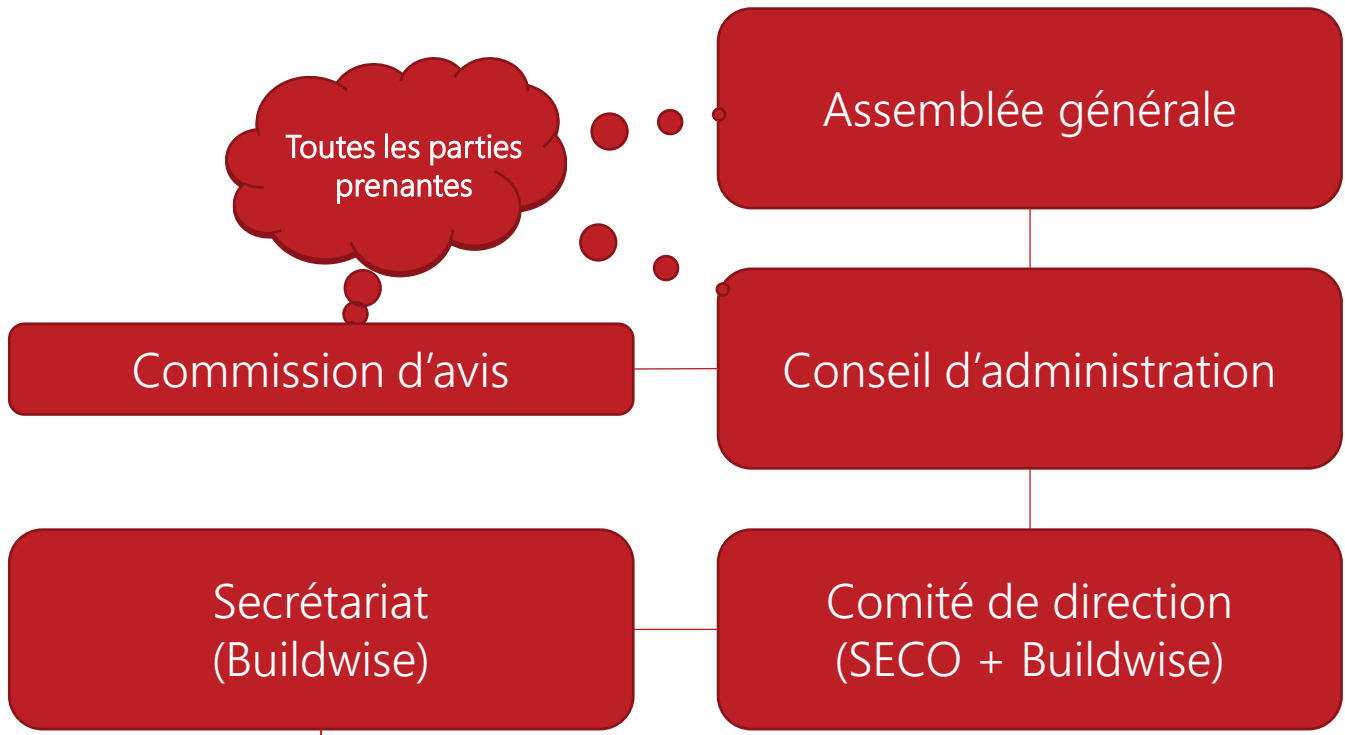 Assemblée générale
Toutes les parties
prenantes
Commission d’avis
Conseil d’administration
Secrétariat
(Buildwise)
Comité de direction
(SECO + Buildwise)